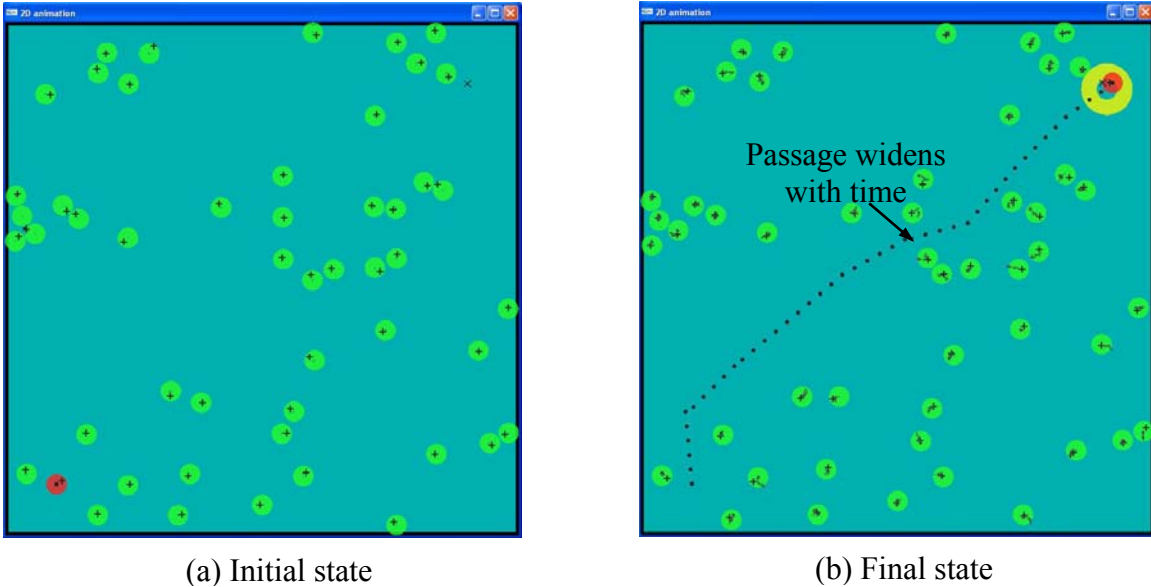 2D animation
2D animation
Passage widens
with time
(a) Initial state
(b) Final state